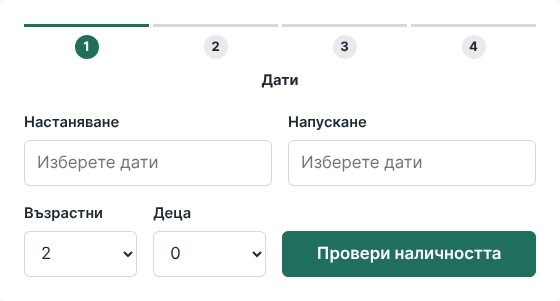 1 2 3 4
Дати
Настаняване Напускане
Изберете дати Изберете дати
Възрастни Деца
2 0 Провери наличността